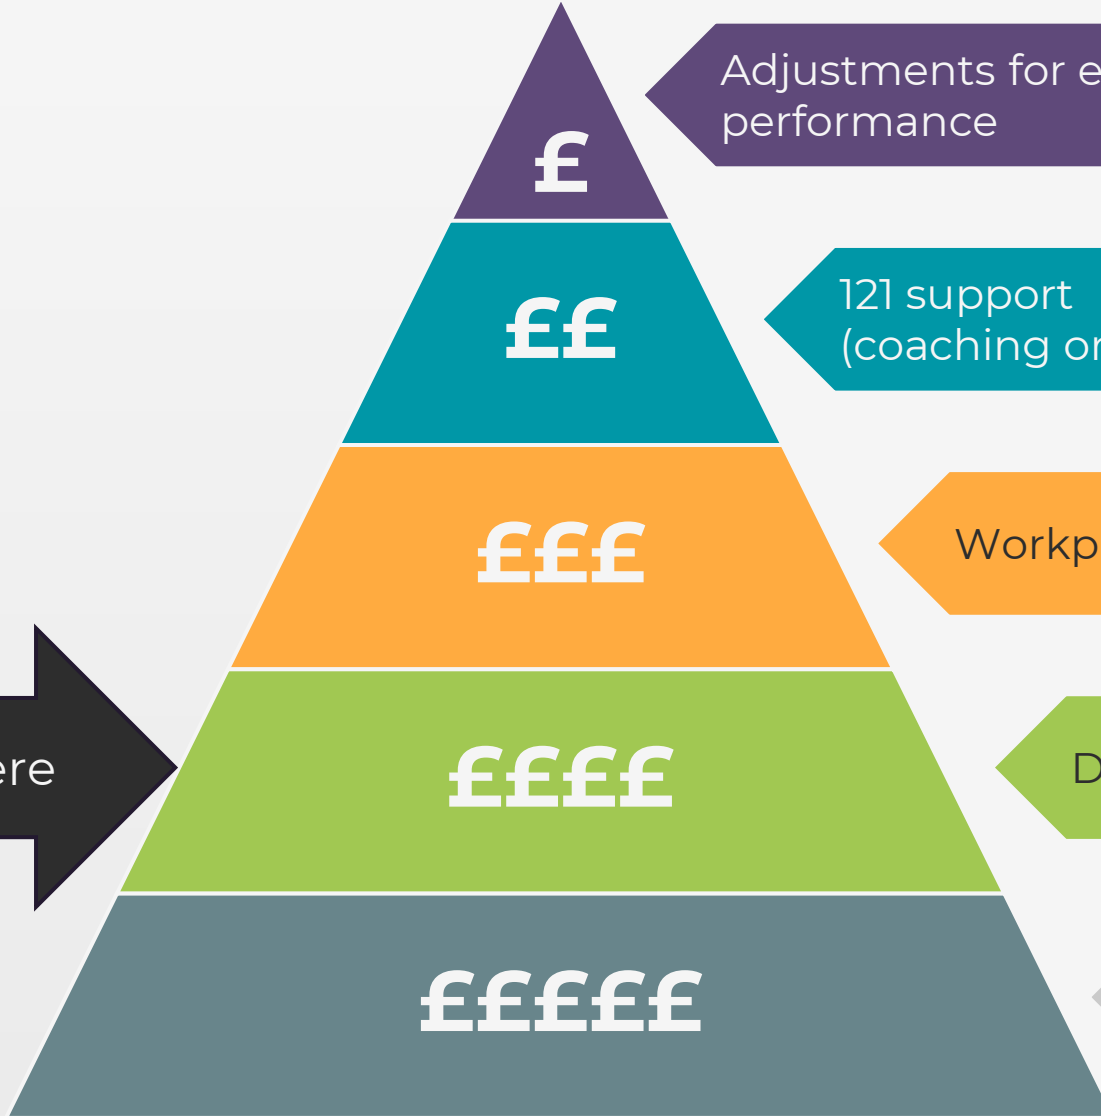 Adjustments for e
performance
£
121 support
(coaching or
££
Workp
£££
ere
££££
D
£££££